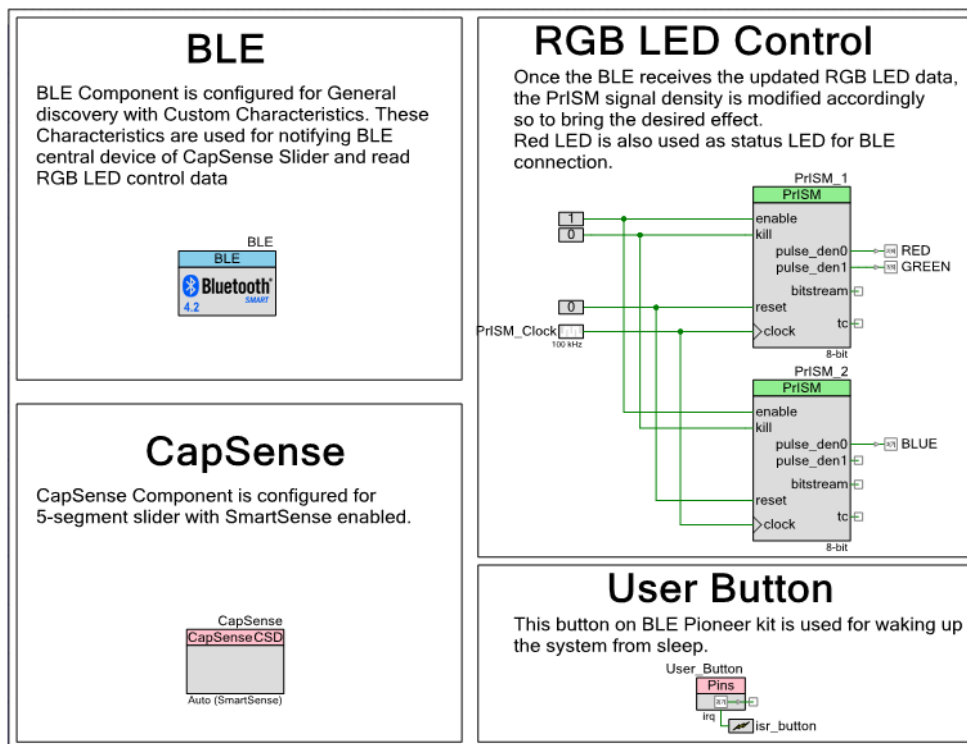 BLE
BLE Component is configured for General
discovery with Custom Characteristics. These
Characteristics are used for notifying BLE
central device of CapSense Slider and read
RGB LED control data
BLE
BLE
Bluetooth
SMART
4.2
CapSense
CapSense Component is configured for
5-segment slider with SmartSense enabled.
CapSense
CapSense CSD
Auto (SmartSense)
RGB LED Control
Once the BLE receives the updated RGB LED data,
the PrISM signal density is modified accordingly
so to bring the desired effect.
Red LED is also used as status LED for BLE
connection.
PrISM_1
PrISM
1
enable
0
kill
pulse_den0
RED
pulse_den1
GREEN
bitstream
0
reset
tc
PrISM_Clock
100 kHz
clock
8-bit
PrISM_2
PrISM
enable
kill
pulse_den0
BLUE
pulse_den1
bitstream
reset
tc
clock
8-bit
User Button
This button on BLE Pioneer kit is used for waking up
the system from sleep.
User_Button
Pins
irq
isr_button